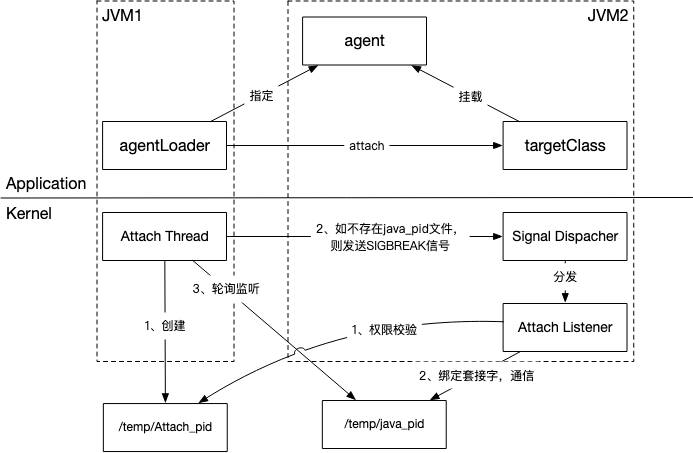 JVM1
JVM2
agent
指定
挂载
agentLoader
attach
targetClass
Application
Kernel
Attach Thread
2、如不存在java_pid文件，
则发送SIGBREAK信号
Signal Dispacher
分发
3、轮询监听
1、创建
1、权限校验
Attach Listener
2、绑定套接字，通信
/temp/Attach_pid
/temp/java_pid